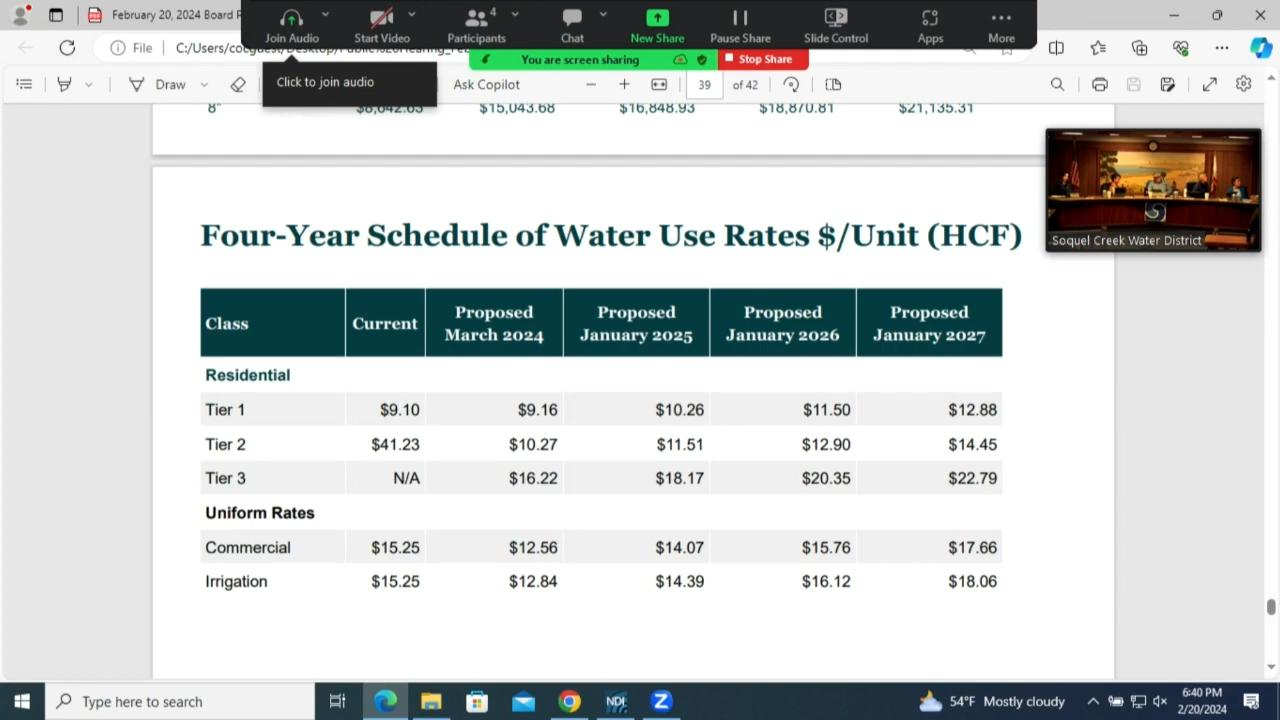 February 20, 2024 Board P
4
Join Audio
Start Video
Participants
Chat
New Share
Pause Share
Slide Control
Apps
More
File
You are screen sharing
Stop Share
Click to join audio
Draw
Ask Copilot
39
of 42
8"
$15,043.68
$16,848.93
$18,870.81
$21,135.31
Four-Year Schedule of Water Use Rates $/Unit (HCF)
Soquel Creek Water District
Class Current Proposed March 2024 Proposed January 2025 Proposed January 2026 Proposed January 2027
Residential
Tier 1 $9.10 $9.16 $10.26 $11.50 $12.88
Tier 2 $41.23 $10.27 $11.51 $12.90 $14.45
Tier 3 N/A $16.22 $18.17 $20.35 $22.79
Uniform Rates
Commercial $15.25 $12.56 $14.07 $15.76 $17.66
Irrigation $15.25 $12.84 $14.39 $16.12 $18.06
Type here to search
NDI
54°F Mostly cloudy
6:40 PM
2/20/2024